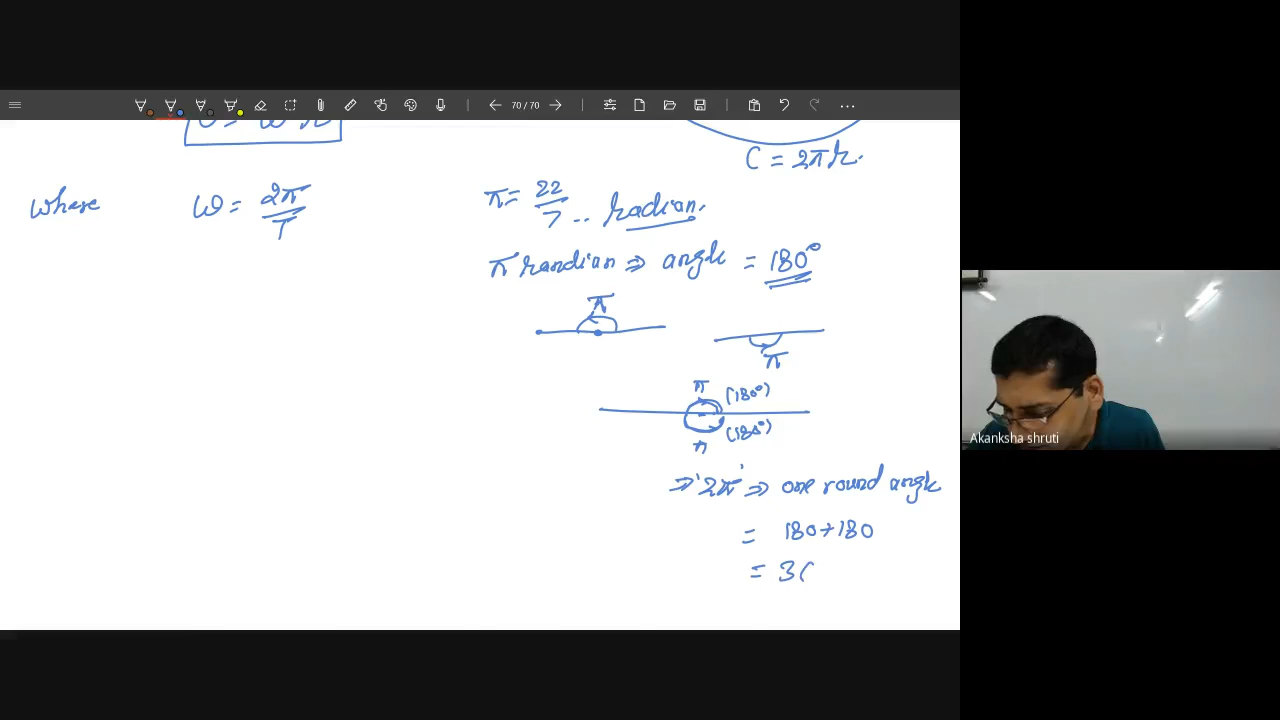 70 / 70
C = 2πr.
where ω = 2π/T
π = 22/7 .. radian.
π randian ⇒ angle = 180°
π
π
π (180°)
(180°)
π
⇒ '2π' ⇒ one round angle
= 180+180
= 3(
Akanksha shruti